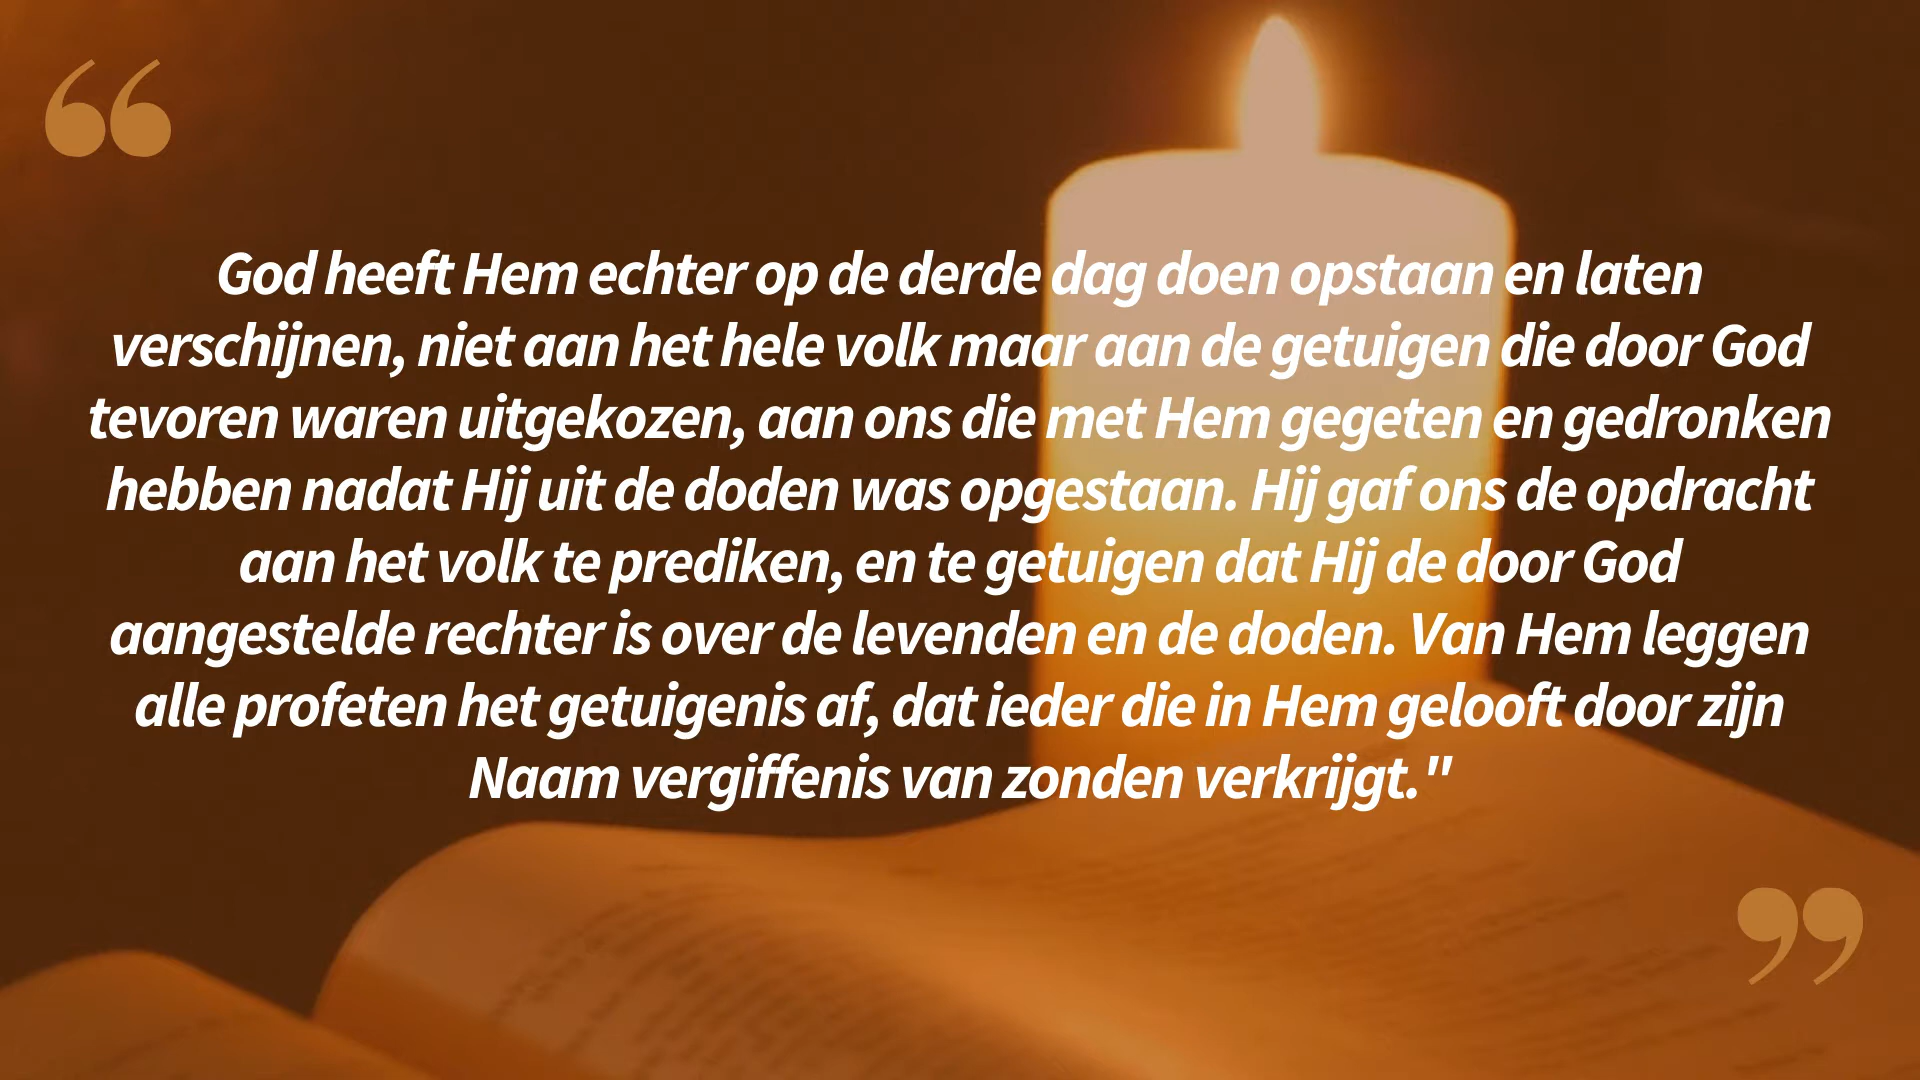 God heeft Hem echter op de derde dag doen opstaan en laten
verschijnen, niet aan het hele volk maar aan de getuigen die door God
tevoren waren uitgekozen, aan ons die met Hem gegeten en gedronken
hebben nadat Hij uit de doden was opgestaan. Hij gaf ons de opdracht
aan het volk te prediken, en te getuigen dat Hij de door God
aangestelde rechter is over de levenden en de doden. Van Hem leggen
alle profeten het getuigenis af, dat ieder die in Hem gelooft door zijn
Naam vergiffenis van zonden verkrijgt."